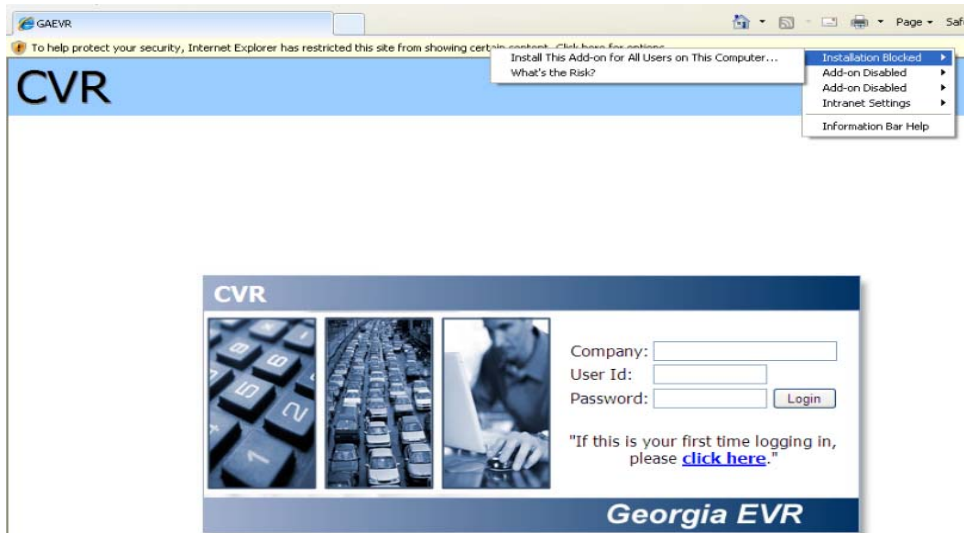 GAEVR
Page
To help protect your security, Internet Explorer has restricted this site from showing certain content. Click here for options...
Install This Add-on for All Users on This Computer...
What's the Risk?
Installation Blocked
Add-on Disabled
Add-on Disabled
Intranet Settings
Information Bar Help
CVR
CVR
Company:
User Id:
Password:
Login
"If this is your first time logging in,
please click here."
Georgia EVR